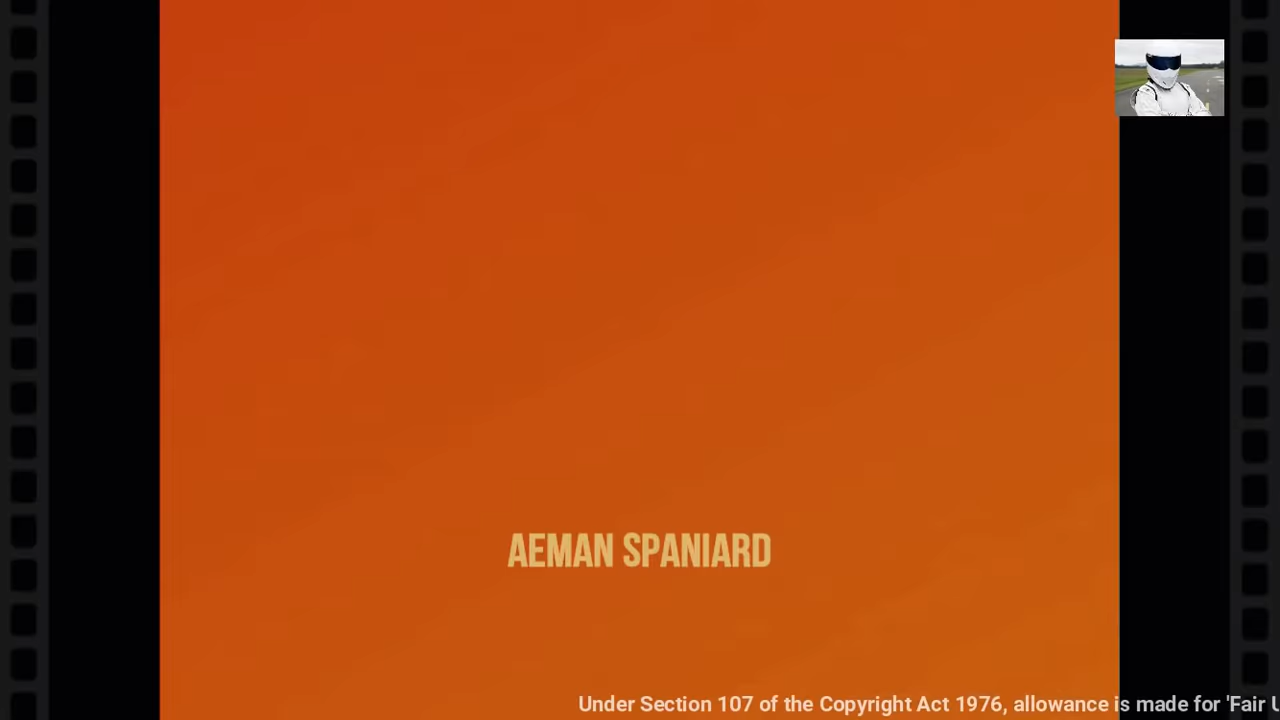 AEMAN SPANIARD
Under Section 107 of the Copyright Act 1976, allowance is made for 'Fair